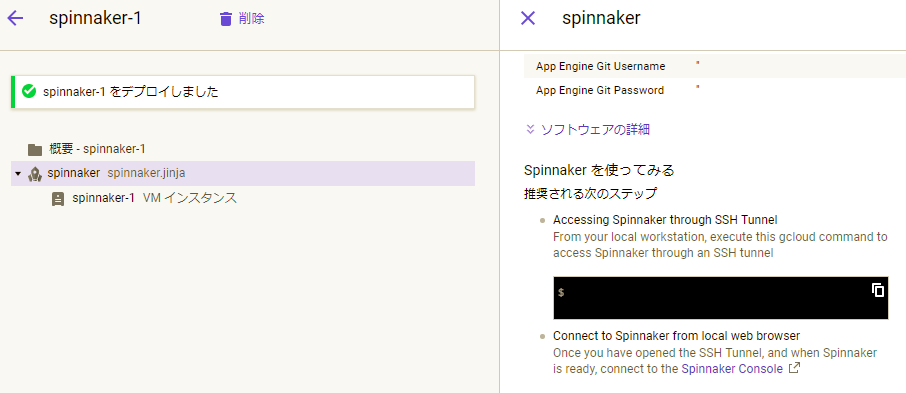 spinnaker-1
削除
spinnaker-1 をデプロイしました
概要 - spinnaker-1
spinnaker spinnaker.jinja
spinnaker-1 VM インスタンス
spinnaker
App Engine Git Username "
App Engine Git Password "
ソフトウェアの詳細
Spinnaker を使ってみる
推奨される次のステップ
Accessing Spinnaker through SSH Tunnel
From your local workstation, execute this gcloud command to
access Spinnaker through an SSH tunnel
$
Connect to Spinnaker from local web browser
Once you have opened the SSH Tunnel, and when Spinnaker
is ready, connect to the Spinnaker Console